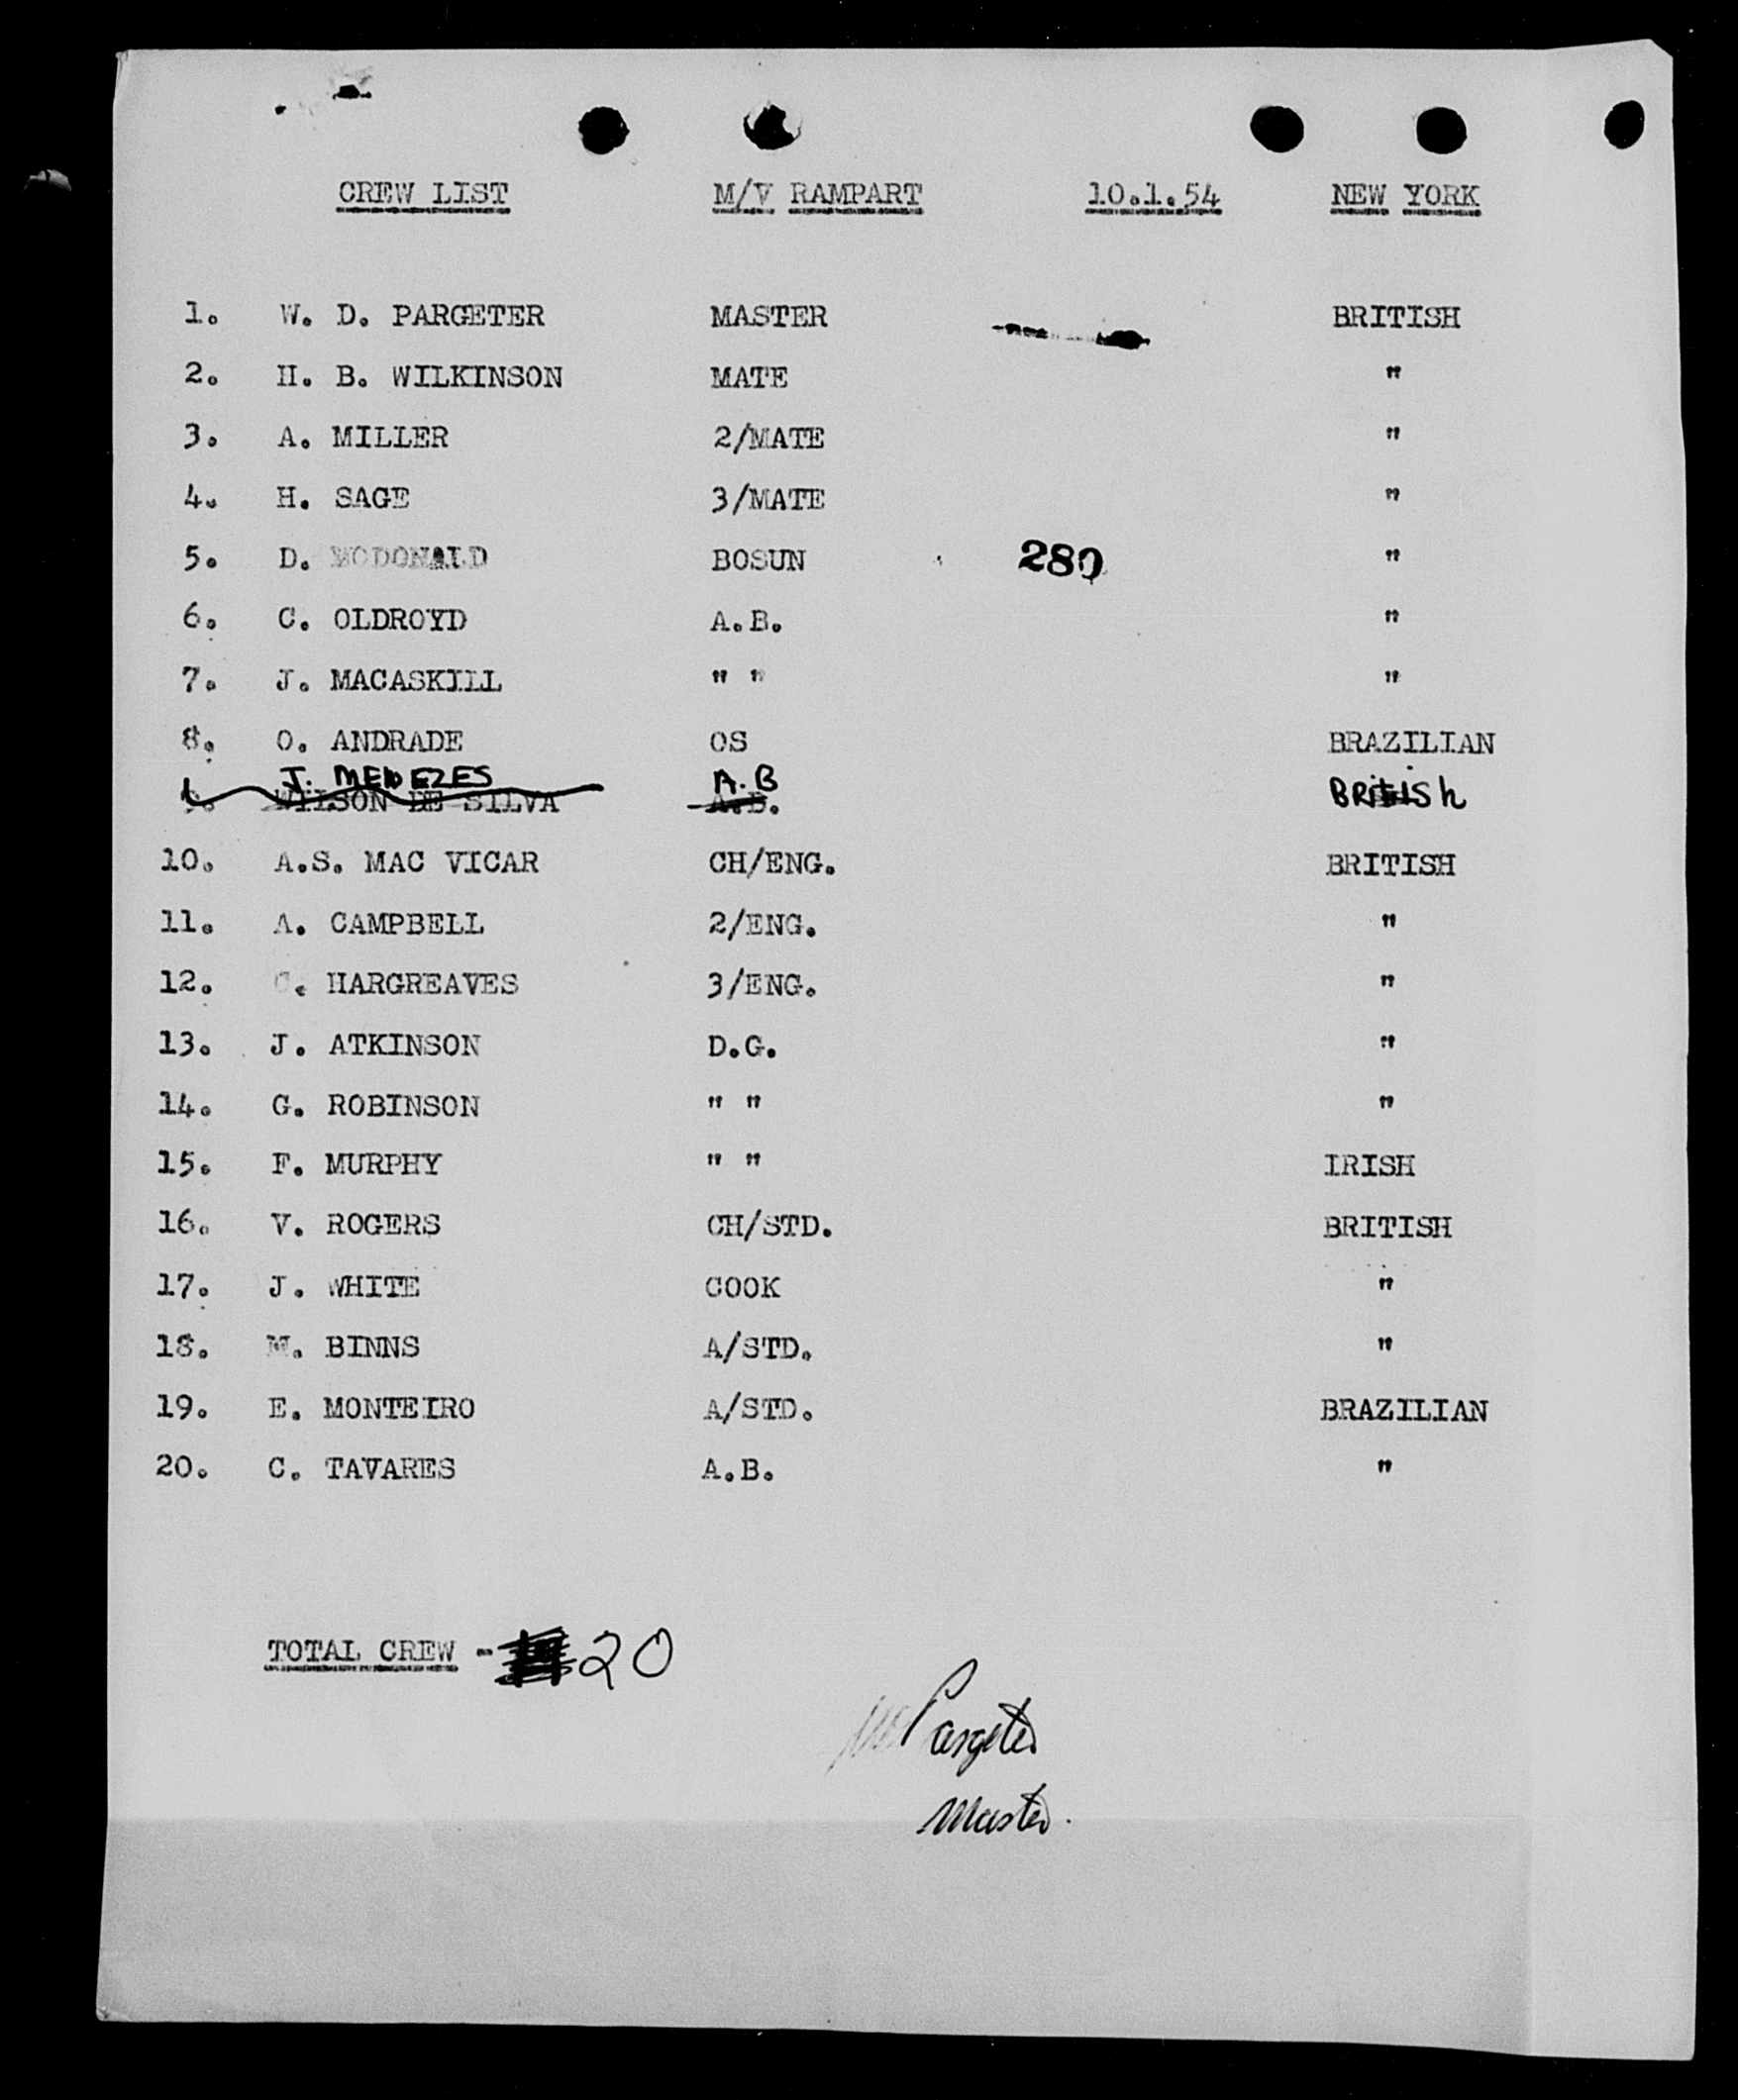 CREW LIST M/V RAMPART 10.1.54 NEW YORK
1. W. D. PARGETER MASTER BRITISH
2. H. B. WILKINSON MATE "
3. A. MILLER 2/MATE "
4. H. SAGE 3/MATE "
5. D. MCDONALD BOSUN 280 "
6. C. OLDROYD A.B. "
7. J. MACASKILL " " "
8. O. ANDRADE OS BRAZILIAN
J. MENEZES A.B BRITISh
9. WILSON DE SILVA A.B.
10. A.S. MAC VICAR CH/ENG. BRITISH
11. A. CAMPBELL 2/ENG. "
12. C. HARGREAVES 3/ENG. "
13. J. ATKINSON D.G. "
14. G. ROBINSON " " "
15. F. MURPHY " " IRISH
16. V. ROGERS CH/STD. BRITISH
17. J. WHITE COOK "
18. M. BINNS A/STD. "
19. E. MONTEIRO A/STD. BRAZILIAN
20. C. TAVARES A.B. "
TOTAL CREW - 20
Pargeter
Master.